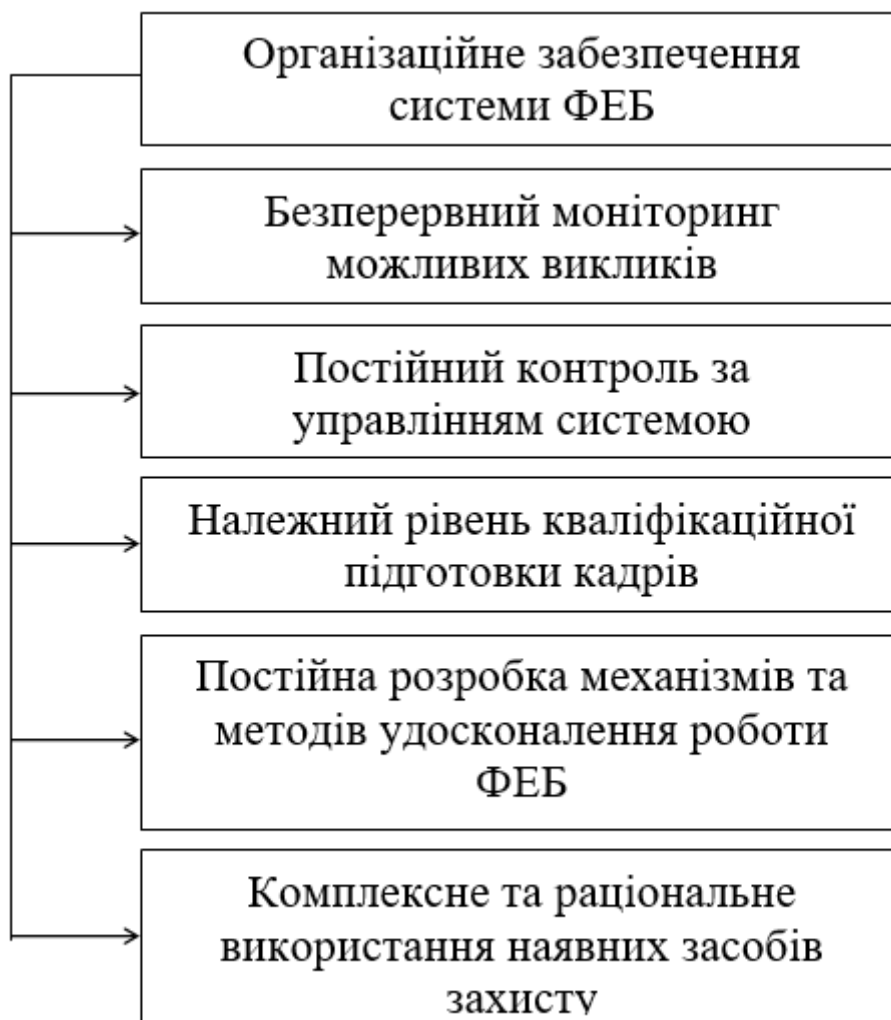 Організаційне забезпечення
системи ФЕБ
Безперервний моніторинг
можливих викликів
Постійний контроль за
управлінням системою
Належний рівень кваліфікаційної
підготовки кадрів
Постійна розробка механізмів та
методів удосконалення роботи
ФЕБ
Комплексне та раціональне
використання наявних засобів
захисту